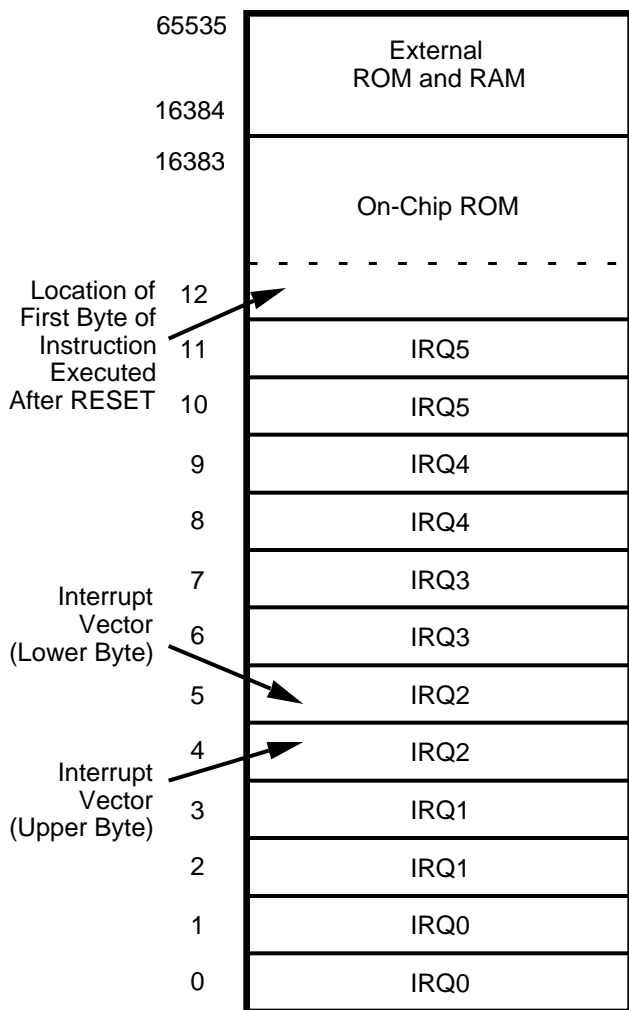 65535
External
ROM and RAM
16384
16383
On-Chip ROM
Location of
First Byte of
Instruction
Executed
After RESET
12
11 IRQ5
10 IRQ5
9 IRQ4
8 IRQ4
7 IRQ3
Interrupt
Vector
(Lower Byte)
6 IRQ3
5 IRQ2
4 IRQ2
Interrupt
Vector
(Upper Byte)
3 IRQ1
2 IRQ1
1 IRQ0
0 IRQ0